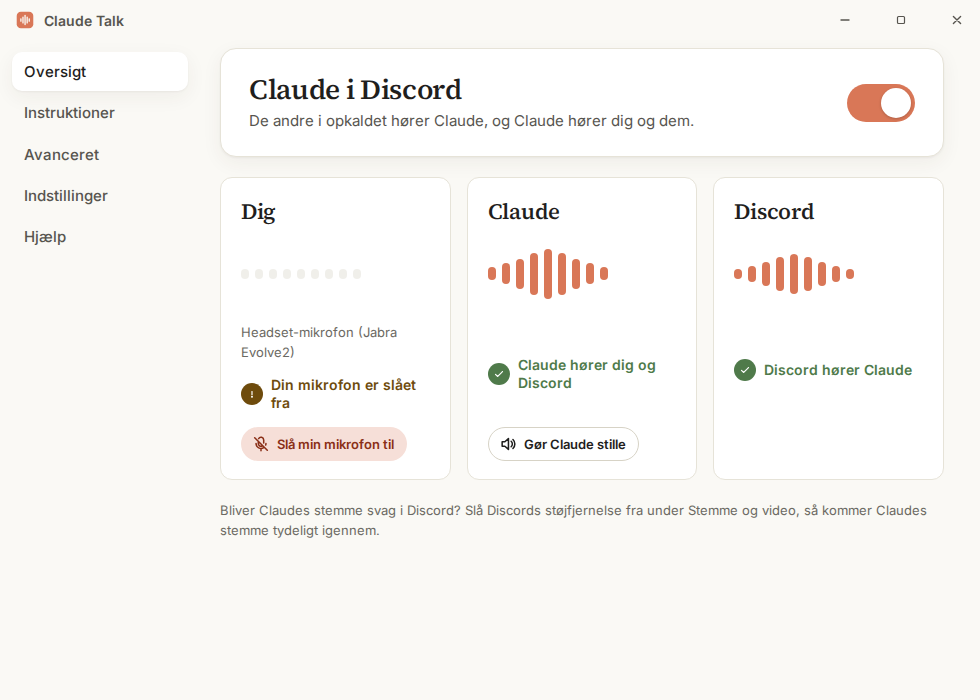 Claude Talk
Oversigt
Instruktioner
Avanceret
Indstillinger
Hjælp
Claude i Discord
De andre i opkaldet hører Claude, og Claude hører dig og dem.
Dig
Headset-mikrofon (Jabra
Evolve2)
Din mikrofon er slået
fra
Slå min mikrofon til
Claude
Claude hører dig og
Discord
Gør Claude stille
Discord
Discord hører Claude
Bliver Claudes stemme svag i Discord? Slå Discords støjfjernelse fra under Stemme og video, så kommer Claudes
stemme tydeligt igennem.